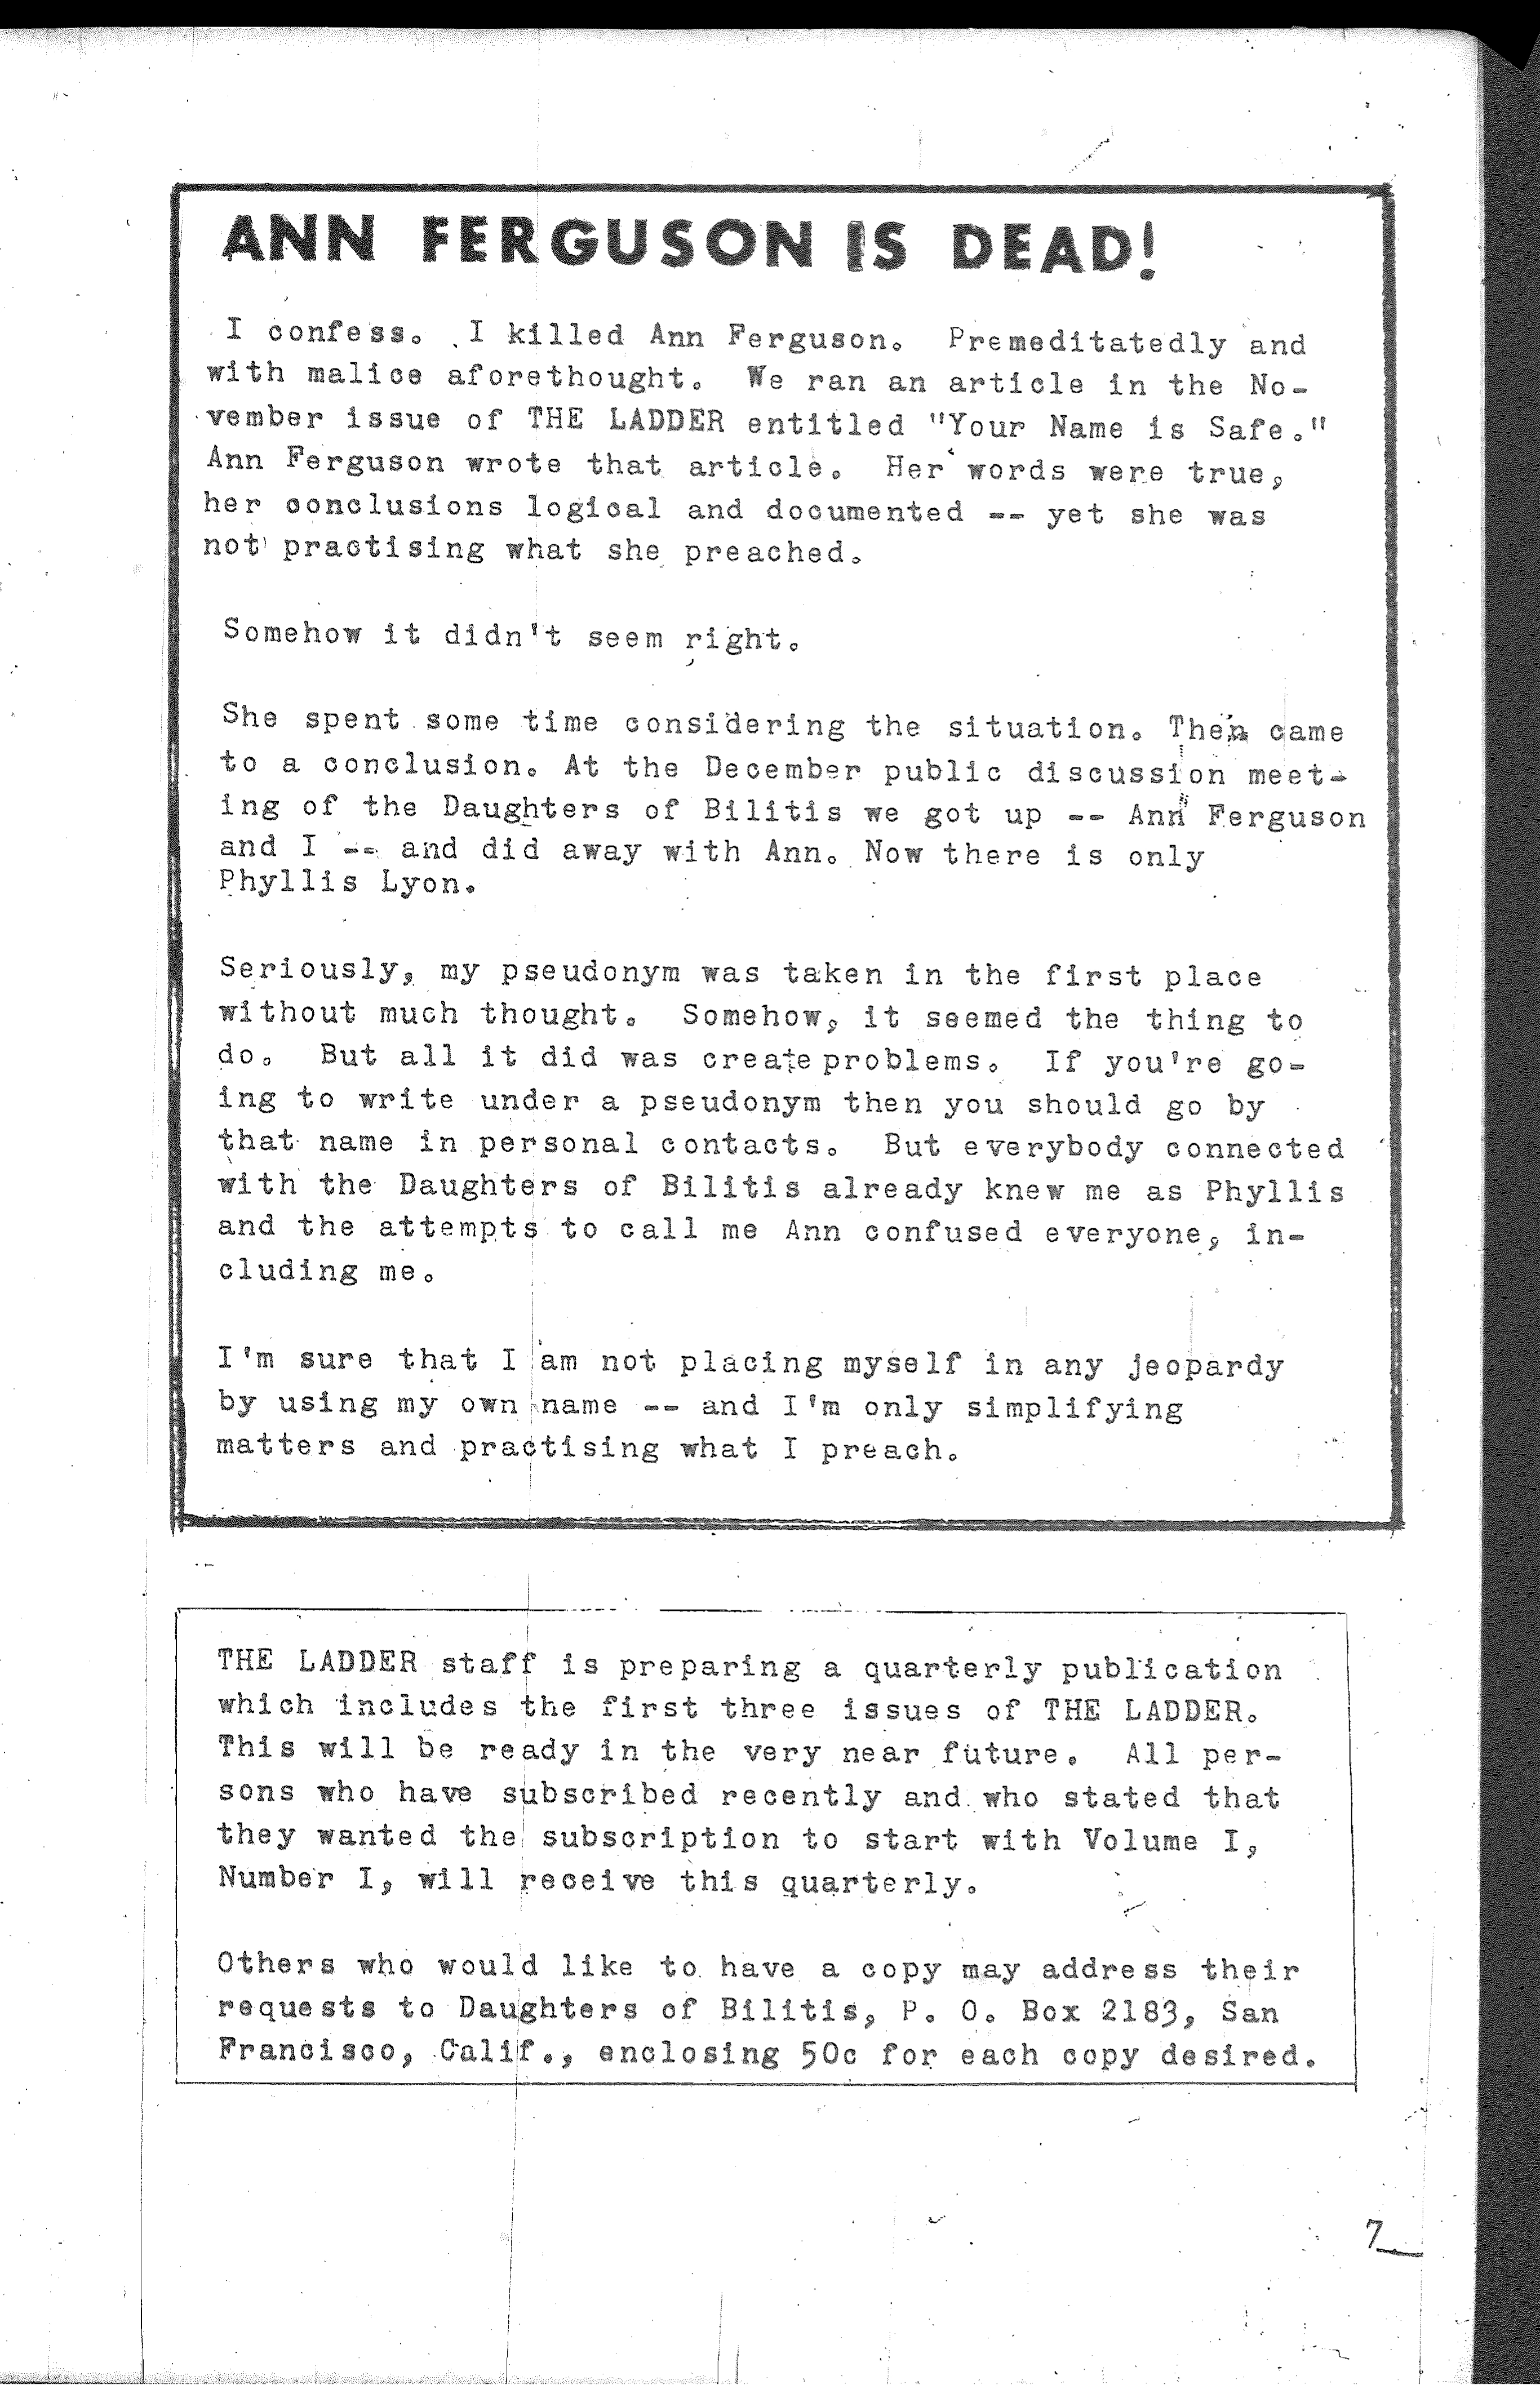 ANN FERGUSON IS DEAD!
I confess. I killed Ann Ferguson. Premeditatedly and
with malice aforethought. We ran an article in the No-
vember issue of THE LADDER entitled "Your Name is Safe."
Ann Ferguson wrote that article. Her words were true,
her conclusions logical and documented -- yet she was
not practising what she preached.
Somehow it didn't seem right.
She spent some time considering the situation. Then came
to a conclusion. At the December public discussion meet-
ing of the Daughters of Bilitis we got up -- Ann Ferguson
and I -- and did away with Ann. Now there is only
Phyllis Lyon.
Seriously, my pseudonym was taken in the first place
without much thought. Somehow, it seemed the thing to
do. But all it did was create problems. If you're go-
ing to write under a pseudonym then you should go by
that name in personal contacts. But everybody connected
with the Daughters of Bilitis already knew me as Phyllis
and the attempts to call me Ann confused everyone, in-
cluding me.
I'm sure that I am not placing myself in any jeopardy
by using my own name -- and I'm only simplifying
matters and practising what I preach.
THE LADDER staff is preparing a quarterly publication
which includes the first three issues of THE LADDER.
This will be ready in the very near future. All per-
sons who have subscribed recently and who stated that
they wanted the subscription to start with Volume I,
Number I, will receive this quarterly.
Others who would like to have a copy may address their
requests to Daughters of Bilitis, P. O. Box 2183, San
Francisco, Calif., enclosing 50c for each copy desired.
7